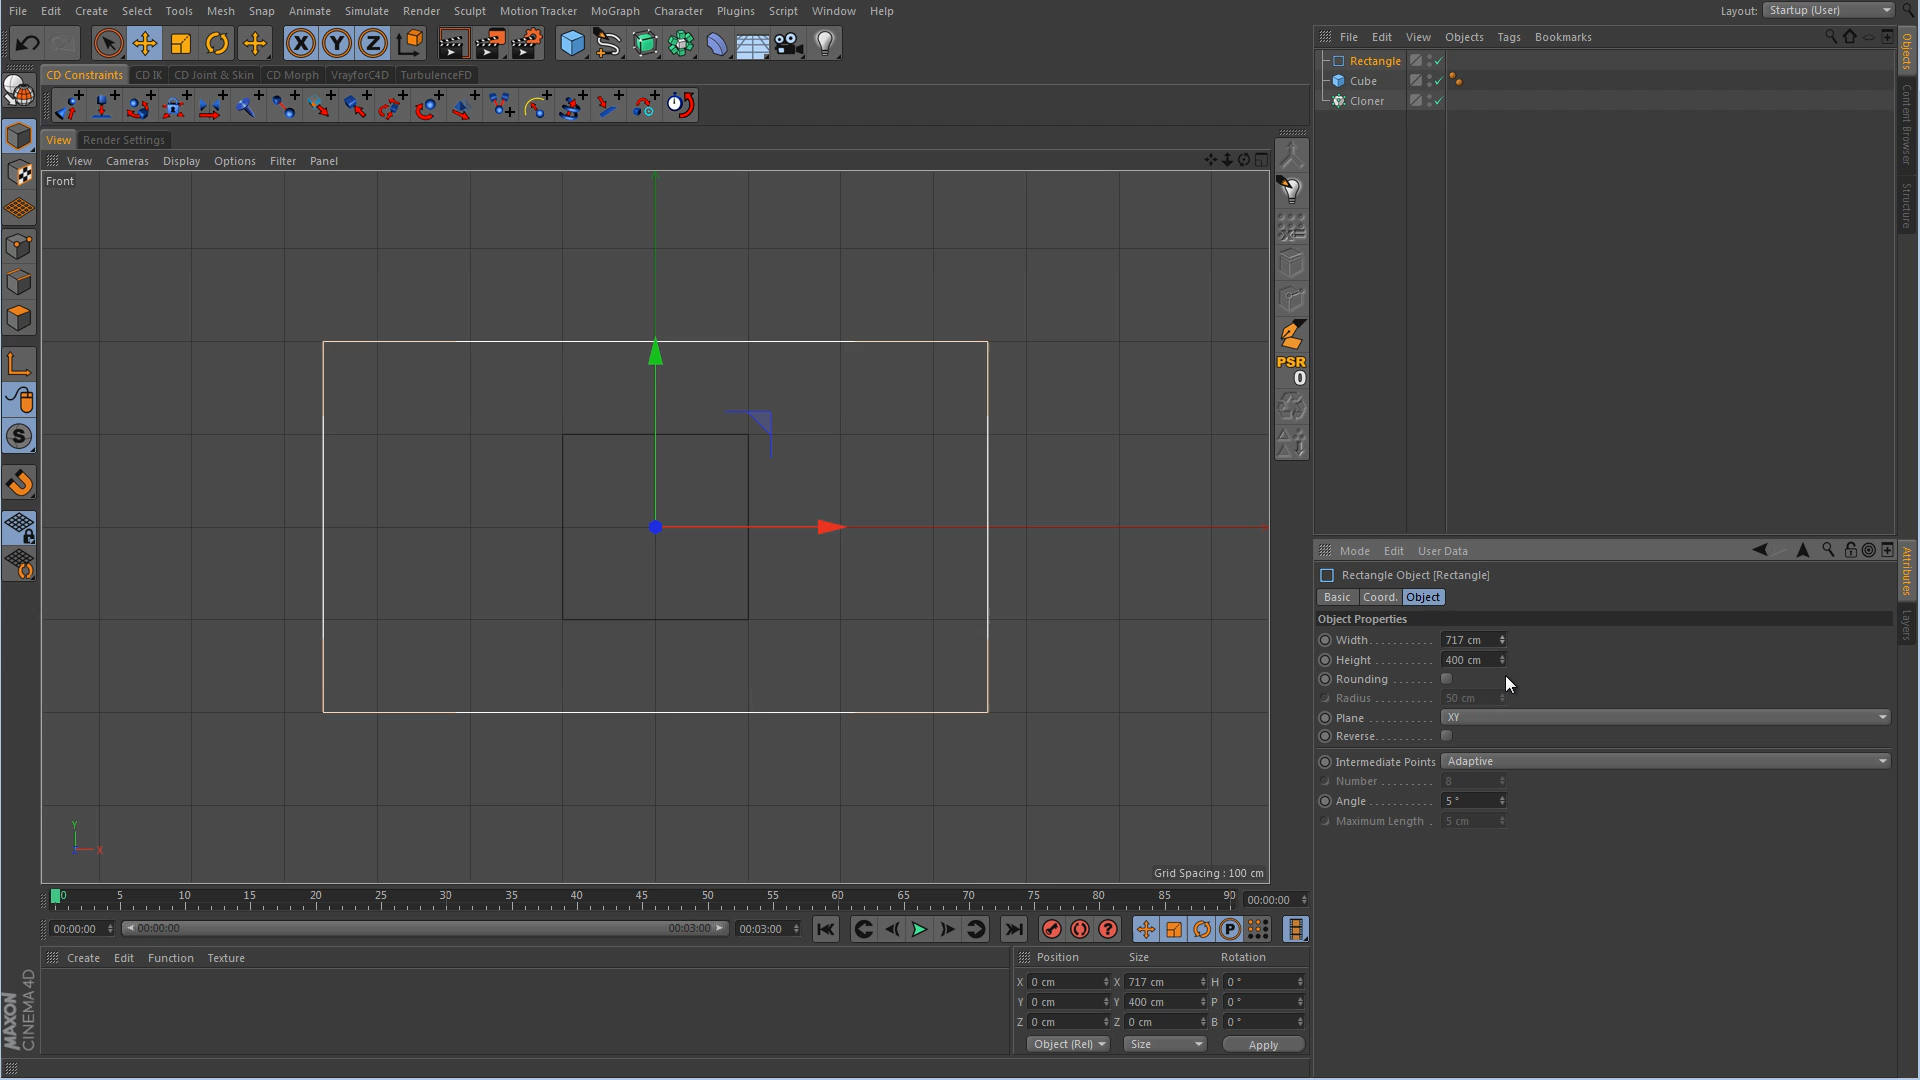 File Edit Create Select Tools Mesh Snap Animate Simulate Render Sculpt Motion Tracker MoGraph Character Plugins Script Window Help Layout: Startup (User)
CD Constraints CD IK CD Joint & Skin CD Morph VrayforC4D TurbulenceFD
View Render Settings
View Cameras Display Options Filter Panel
Front
File Edit View Objects Tags Bookmarks
Rectangle
Cube
Cloner
Objects
Content Browser
Structure
PSR
0
Y
X
Grid Spacing : 100 cm
Mode Edit User Data
Rectangle Object [Rectangle]
Basic Coord. Object
Object Properties
Width 717 cm
Height 400 cm
Rounding
Radius 50 cm
Plane XY
Reverse
Intermediate Points Adaptive
Number 8
Angle 5 °
Maximum Length 5 cm
Attributes
Layers
0 5 10 15 20 25 30 35 40 45 50 55 60 65 70 75 80 85 90 00:00:00
00:00:00 00:00:00 00:03:00 00:03:00
Create Edit Function Texture
Position Size Rotation
X 0 cm X 717 cm H 0 °
Y 0 cm Y 400 cm P 0 °
Z 0 cm Z 0 cm B 0 °
Object (Rel) Size Apply
MAXON
CINEMA 4D